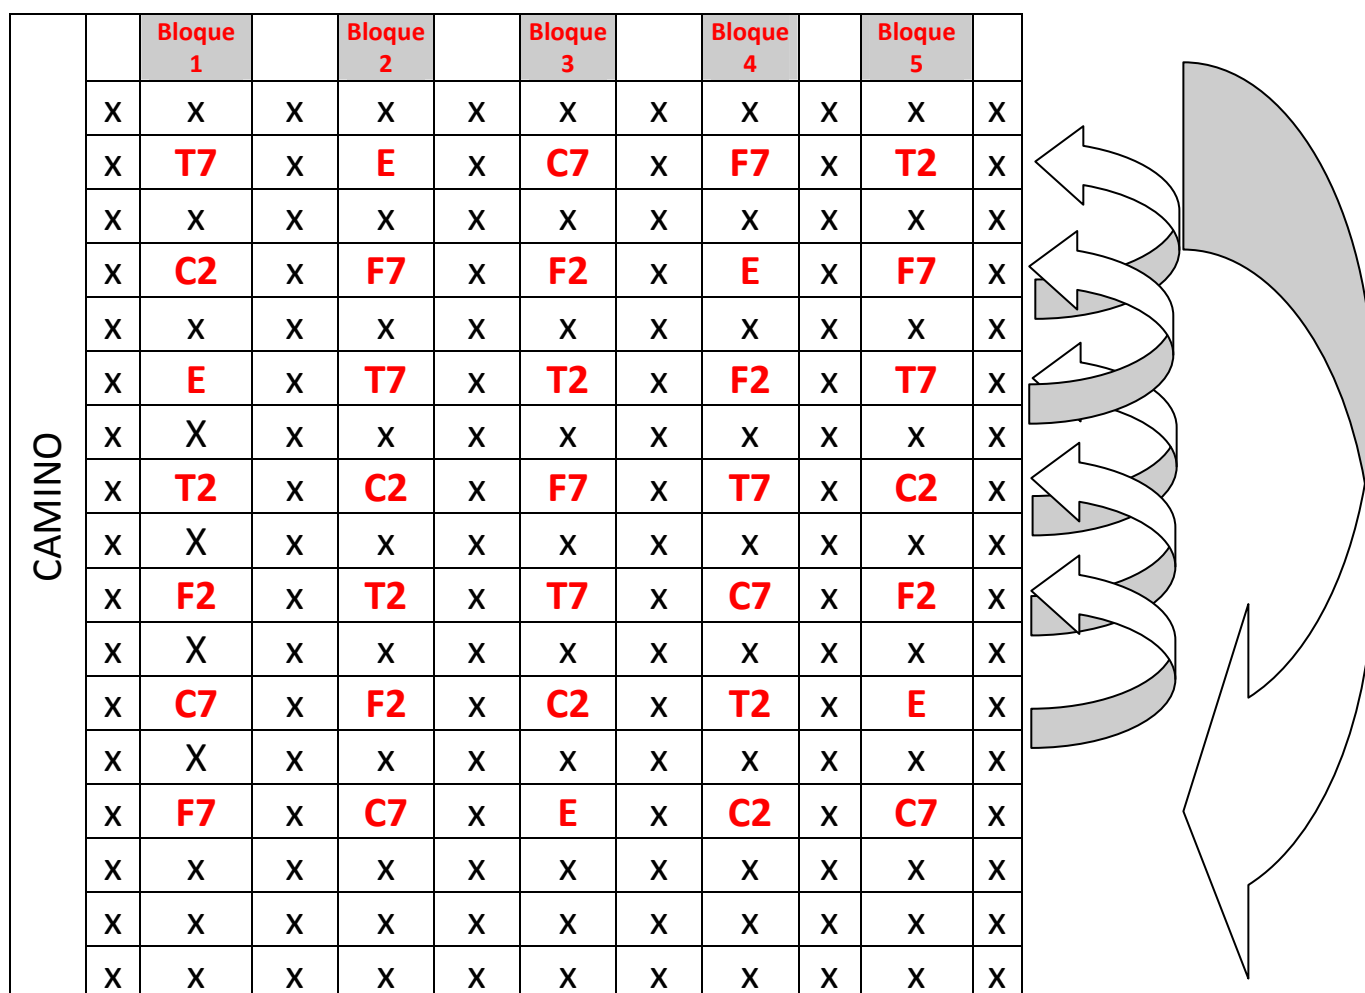 Bloque 1 Bloque 2 Bloque 3 Bloque 4 Bloque 5
CAMINO
x x x x x x x x x x x
x T7 x E x C7 x F7 x T2 x
x x x x x x x x x x x
x C2 x F7 x F2 x E x F7 x
x x x x x x x x x x x
x E x T7 x T2 x F2 x T7 x
x X x x x x x x x x x
x T2 x C2 x F7 x T7 x C2 x
x X x x x x x x x x x
x F2 x T2 x T7 x C7 x F2 x
x X x x x x x x x x x
x C7 x F2 x C2 x T2 x E x
x X x x x x x x x x x
x F7 x C7 x E x C2 x C7 x
x x x x x x x x x x x
x x x x x x x x x x x
x x x x x x x x x x x